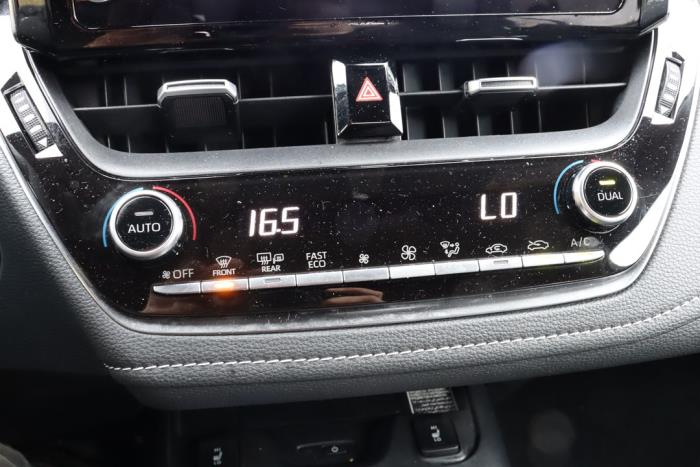 AUTO
16.5
LO
DUAL
OFF
FRONT
REAR
FAST
ECO
A/C